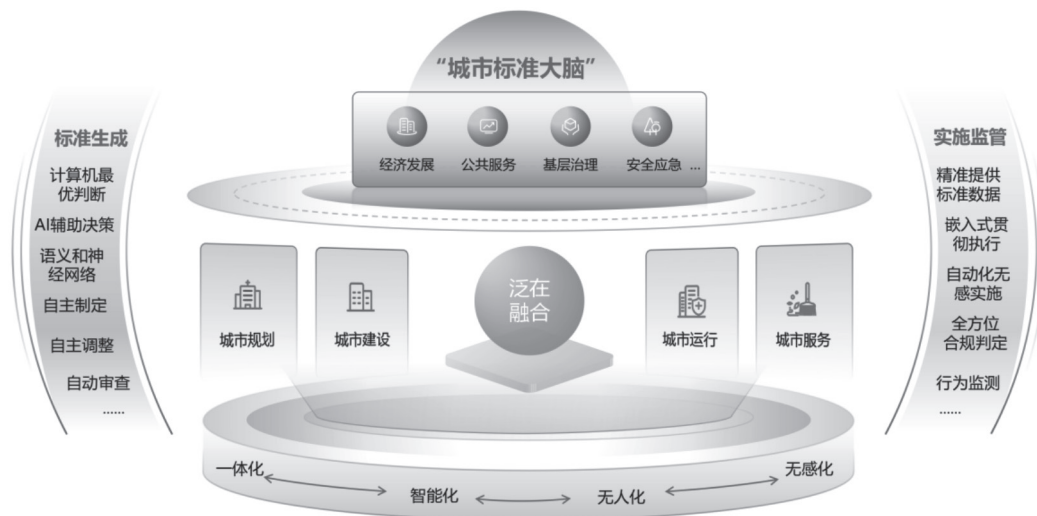 “城市标准大脑”
经济发展
公共服务
基层治理
安全应急
...
标准生成
计算机最
优判断
AI辅助决策
语义和神
经网络
自主制定
自主调整
自动审查
......
城市规划
城市建设
泛在
融合
城市运行
城市服务
实施监管
精准提供
标准数据
嵌入式贯
彻执行
自动化无
感实施
全方位
合规判定
行为监测
......
一体化
智能化
无人化
无感化